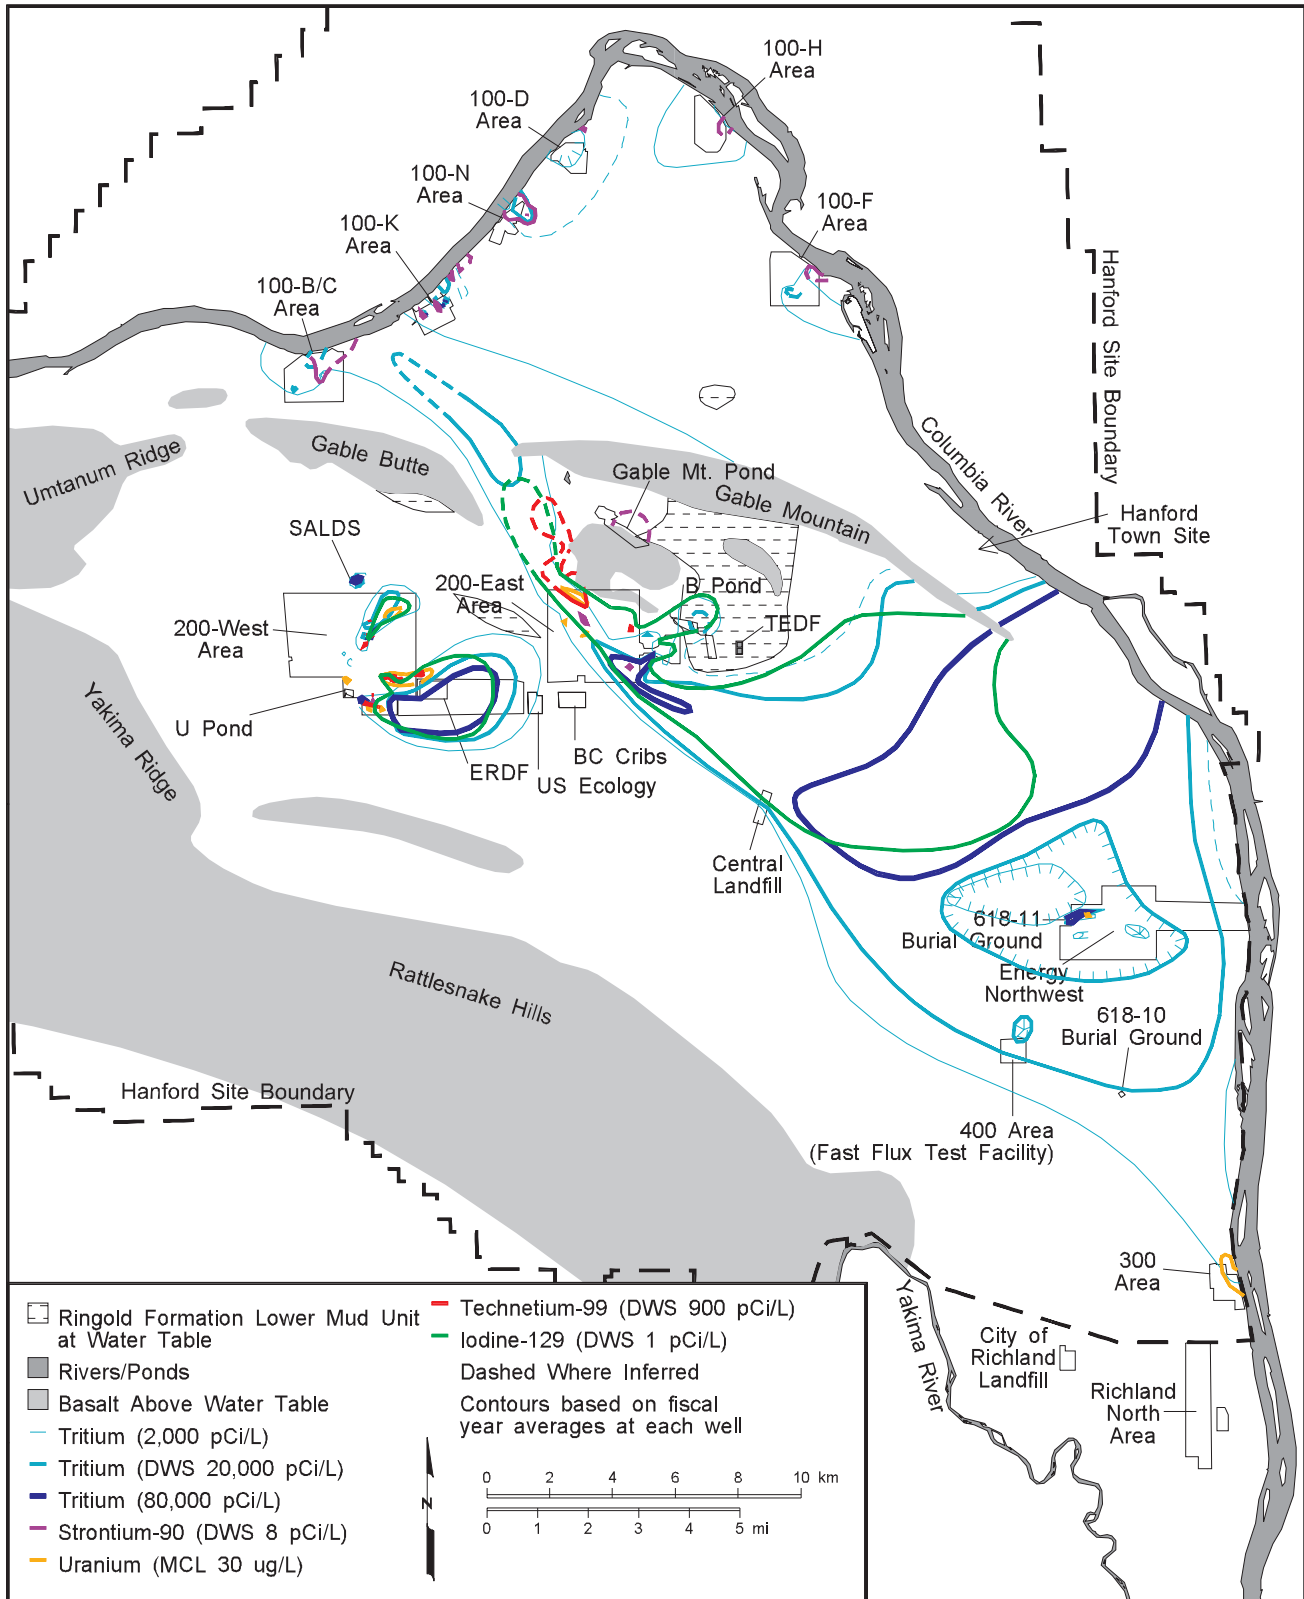 100-H
Area
100-D
Area
100-N
Area
100-K
Area
100-F
Area
100-B/C
Area
Hanford Site Boundary
Columbia River
Umtanum Ridge
Gable Butte
Gable Mt. Pond
Gable Mountain
Hanford
Town Site
SALDS
200-East
Area
B Pond
TEDF
200-West
Area
Yakima Ridge
U Pond
ERDF
BC Cribs
US Ecology
Central
Landfill
618-11
Burial Ground
Energy
Northwest
Rattlesnake Hills
618-10
Burial Ground
Hanford Site Boundary
400 Area
(Fast Flux Test Facility)
300
Area
Yakima River
City of
Richland
Landfill
Richland
North
Area
Ringold Formation Lower Mud Unit
at Water Table
Rivers/Ponds
Basalt Above Water Table
Tritium (2,000 pCi/L)
Tritium (DWS 20,000 pCi/L)
Tritium (80,000 pCi/L)
Strontium-90 (DWS 8 pCi/L)
Uranium (MCL 30 ug/L)
Technetium-99 (DWS 900 pCi/L)
Iodine-129 (DWS 1 pCi/L)
Dashed Where Inferred
Contours based on fiscal
year averages at each well
N
0 2 4 6 8 10 km
0 1 2 3 4 5 mi